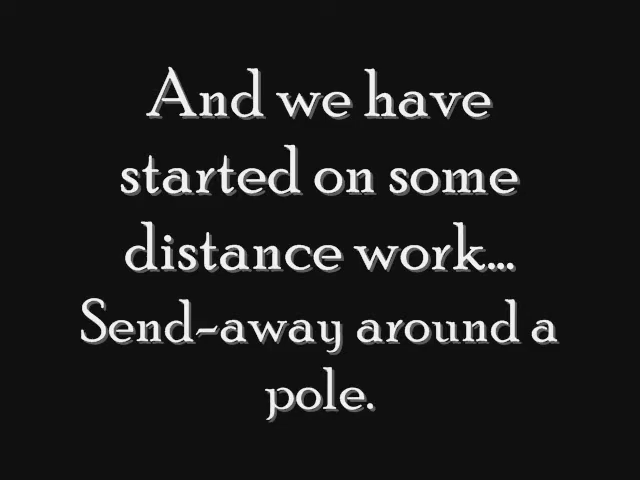 And we have
started on some
distance work...
Send-away around a
pole.